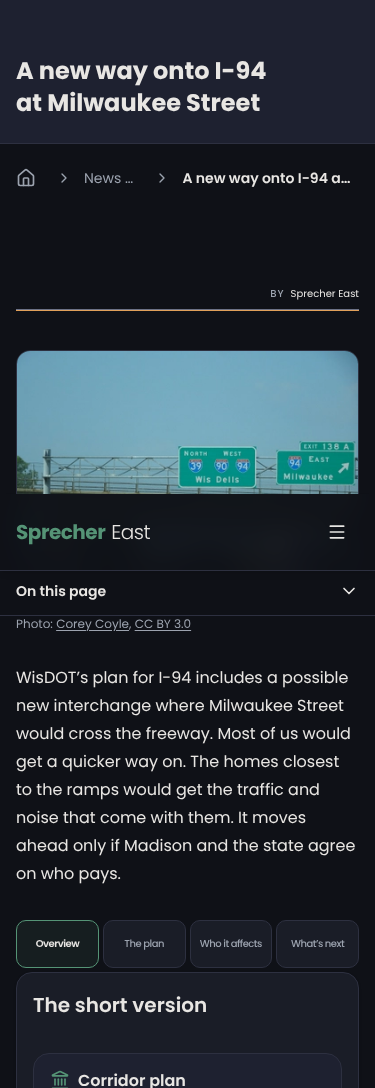 A new way onto I-94
at Milwaukee Street
News ...
A new way onto I-94 a...
BY Sprecher East
NORTH WEST
39 90 94
Wis Dells
EXIT 138 A
94 EAST
Milwaukee
Sprecher East
On this page
Photo: Corey Coyle, CC BY 3.0
WisDOT’s plan for I-94 includes a possible
new interchange where Milwaukee Street
would cross the freeway. Most of us would
get a quicker way on. The homes closest
to the ramps would get the traffic and
noise that come with them. It moves
ahead only if Madison and the state agree
on who pays.
Overview
The plan
Who it affects
What’s next
The short version
Corridor plan